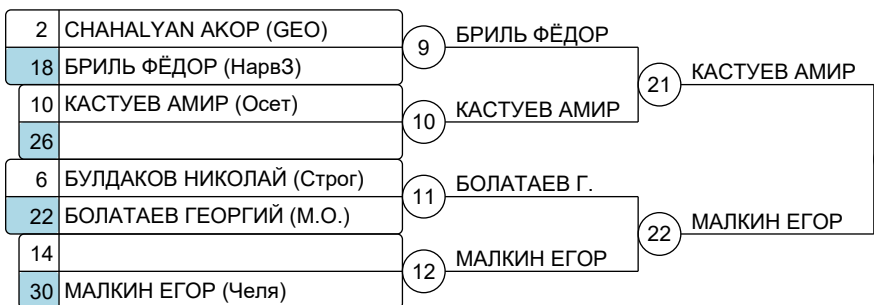 2 CHAHALYAN AKOP (GEO)
18 БРИЛЬ ФЁДОР (Нарв3)
9 БРИЛЬ ФЁДОР
10 КАСТУЕВ АМИР (Осет)
26
10 КАСТУЕВ АМИР
21 КАСТУЕВ АМИР
6 БУЛДАКОВ НИКОЛАЙ (Строг)
22 БОЛАТАЕВ ГЕОРГИЙ (М.О.)
11 БОЛАТАЕВ Г.
14
30 МАЛКИН ЕГОР (Челя)
12 МАЛКИН ЕГОР
22 МАЛКИН ЕГОР